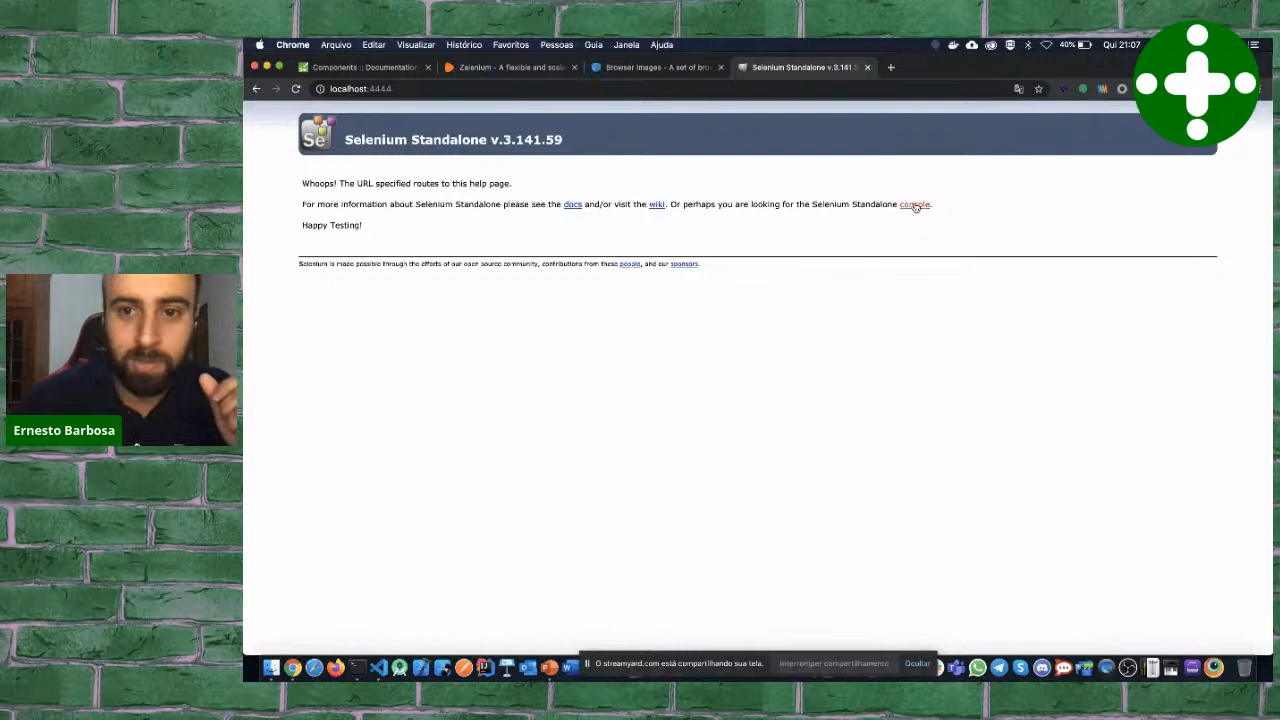 Chrome Arquivo Editar Visualizar Histórico Favoritos Pessoas Guia Janela Ajuda 40% Qui 21:07
Components :: Documentation Zalenium - A flexible and scala Browser Images - A set of bro Selenium Standalone v.3.141.5
localhost:4444
Se Selenium Standalone v.3.141.59
Whoops! The URL specified routes to this help page.
For more information about Selenium Standalone please see the docs and/or visit the wiki. Or perhaps you are looking for the Selenium Standalone console.
Happy Testing!
Selenium is made possible through the efforts of our open source community, contributions from these people, and our sponsors.
Ernesto Barbosa
O streamyard.com está compartilhando sua tela. Interromper compartilhamento Ocultar